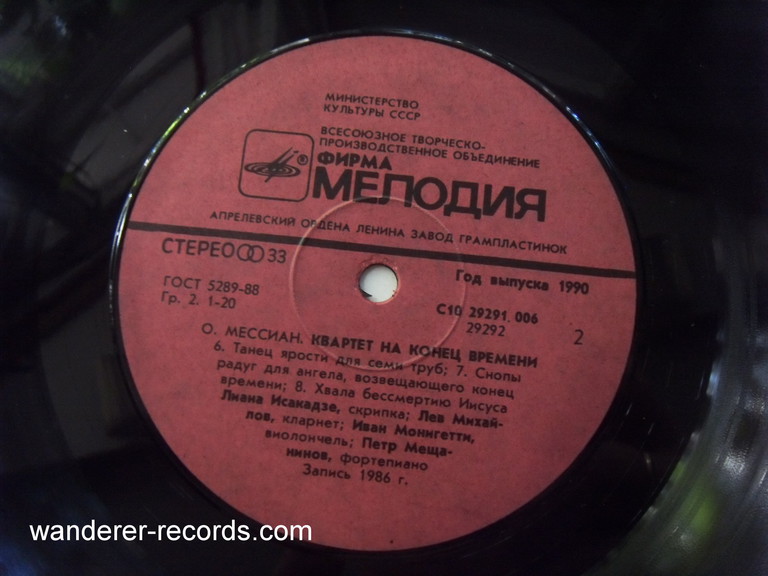 МИНИСТЕРСТВО
КУЛЬТУРЫ СССР
ВСЕСОЮЗНОЕ ТВОРЧЕСКО-
ПРОИЗВОДСТВЕННОЕ ОБЪЕДИНЕНИЕ
®
ФИРМА
МЕЛОДИЯ
АПРЕЛЕВСКИЙ ОРДЕНА ЛЕНИНА ЗАВОД ГРАМПЛАСТИНОК
СТЕРЕО 33
Год выпуска 1990
ГОСТ 5289-88
Гр. 2. 1-20
С10 29291 006
29292
2
О. МЕССИАН. КВАРТЕТ НА КОНЕЦ ВРЕМЕНИ
6. Танец ярости для семи труб; 7. Снопы
радуг для ангела, возвещающего конец
времени; 8. Хвала бессмертию Иисуса
Лиана Исакадзе, скрипка; Лев Михай-
лов, кларнет; Иван Монигетти,
виолончель; Петр Меща-
нинов, фортепиано
Запись 1986 г.
wanderer-records.com